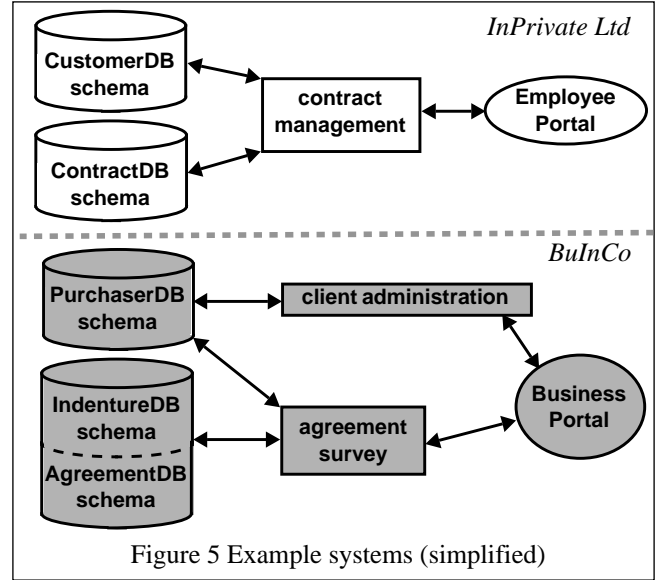 InPrivate Ltd
CustomerDB
schema
contract
management
Employee
Portal
ContractDB
schema
BuInCo
PurchaserDB
schema
client administration
IndentureDB
schema
AgreementDB
schema
agreement
survey
Business
Portal
Figure 5 Example systems (simplified)